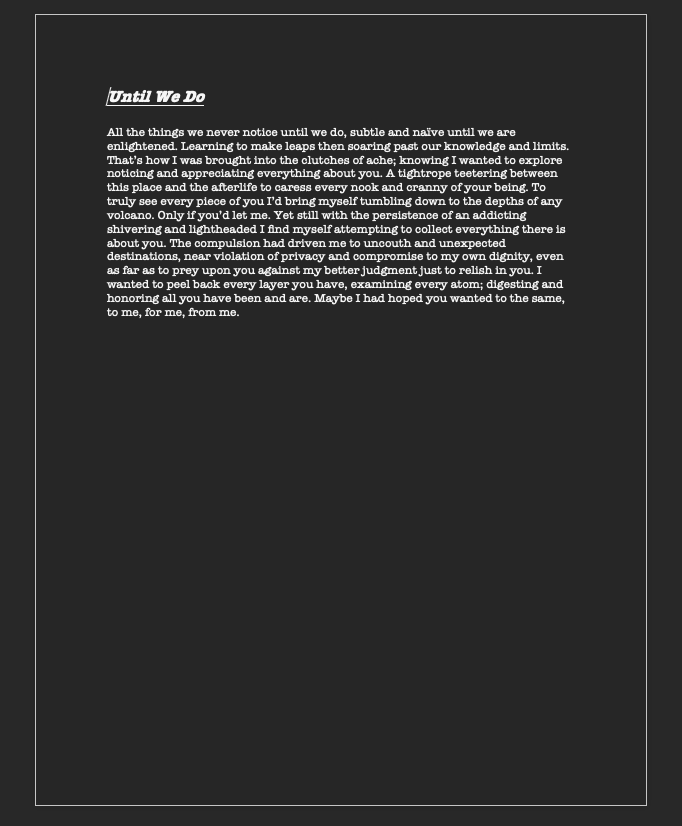 Until We Do
All the things we never notice until we do, subtle and naïve until we are
enlightened. Learning to make leaps then soaring past our knowledge and limits.
That's how I was brought into the clutches of ache; knowing I wanted to explore
noticing and appreciating everything about you. A tightrope teetering between
this place and the afterlife to caress every nook and cranny of your being. To
truly see every piece of you I'd bring myself tumbling down to the depths of any
volcano. Only if you'd let me. Yet still with the persistence of an addicting
shivering and lightheaded I find myself attempting to collect everything there is
about you. The compulsion had driven me to uncouth and unexpected
destinations, near violation of privacy and compromise to my own dignity, even
as far as to prey upon you against my better judgment just to relish in you. I
wanted to peel back every layer you have, examining every atom; digesting and
honoring all you have been and are. Maybe I had hoped you wanted to the same,
to me, for me, from me.